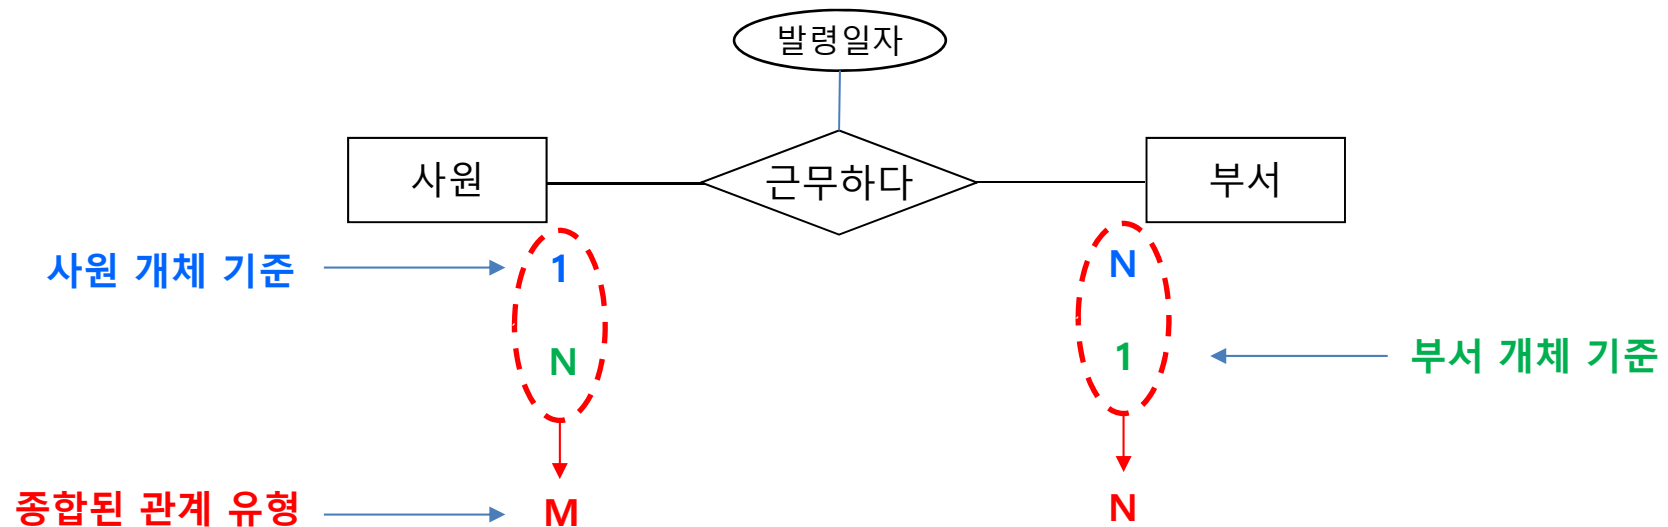 발령일자
사원
근무하다
부서
사원 개체 기준
1
N
N
1
부서 개체 기준
종합된 관계 유형
M
N